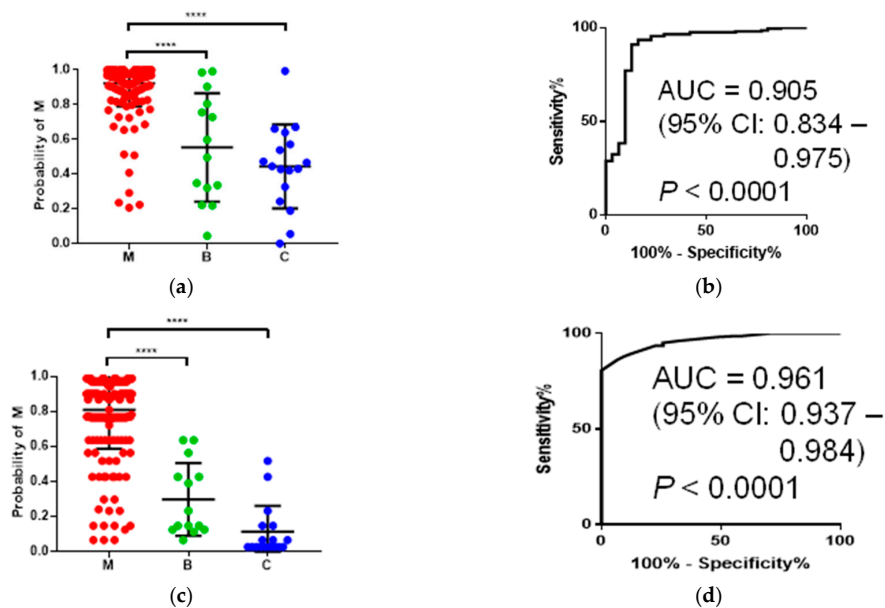 ****
****
1.0
0.8
0.6
0.4
0.2
0.0
Probability of M
M B C
(a)
100
50
0
Sensitivity%
0 50 100
100% - Specificity%
AUC = 0.905
(95% CI: 0.834 –
0.975)
P < 0.0001
(b)
****
****
1.0
0.8
0.6
0.4
0.2
0.0
Probability of M
M B C
(c)
100
50
0
Sensitivity%
0 50 100
100% - Specificity%
AUC = 0.961
(95% CI: 0.937 –
0.984)
P < 0.0001
(d)